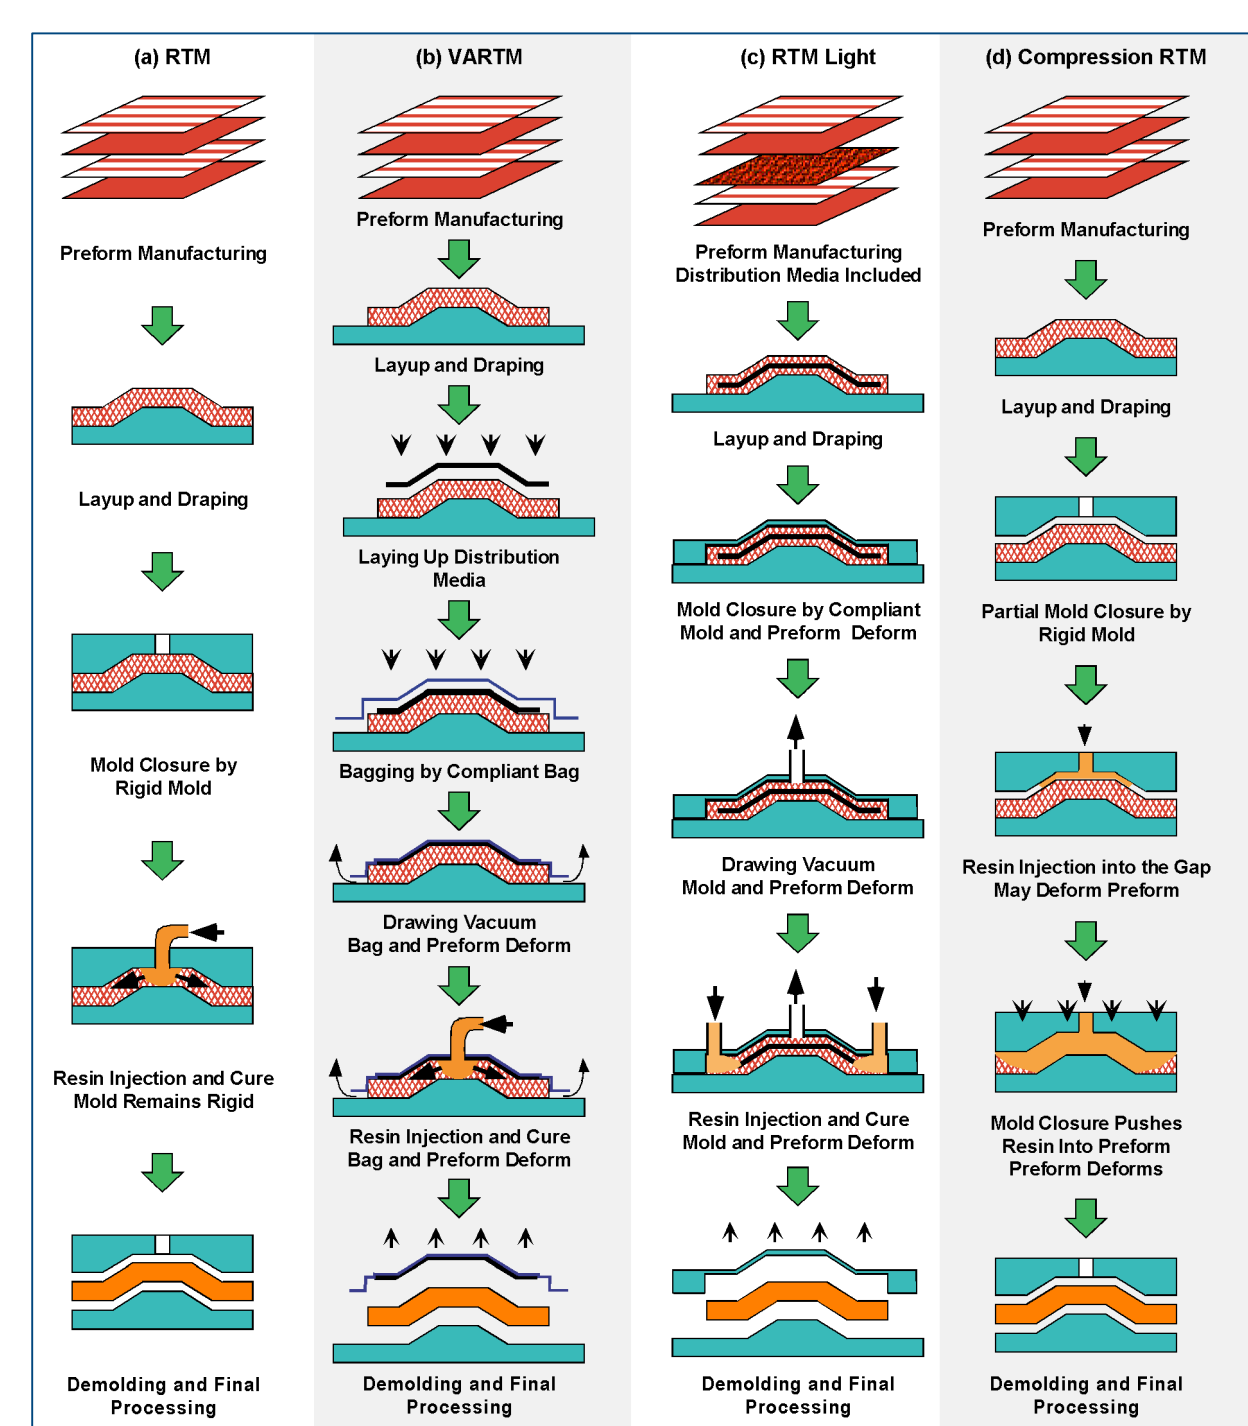 (a) RTM
Preform Manufacturing
Layup and Draping
Mold Closure by
Rigid Mold
Resin Injection and Cure
Mold Remains Rigid
Demolding and Final
Processing
(b) VARTM
Preform Manufacturing
Layup and Draping
Laying Up Distribution
Media
Bagging by Compliant Bag
Drawing Vacuum
Bag and Preform Deform
Resin Injection and Cure
Bag and Preform Deform
Demolding and Final
Processing
(c) RTM Light
Preform Manufacturing
Distribution Media Included
Layup and Draping
Mold Closure by Compliant
Mold and Preform Deform
Drawing Vacuum
Mold and Preform Deform
Resin Injection and Cure
Mold and Preform Deform
Demolding and Final
Processing
(d) Compression RTM
Preform Manufacturing
Layup and Draping
Partial Mold Closure by
Rigid Mold
Resin Injection into the Gap
May Deform Preform
Mold Closure Pushes
Resin Into Preform
Preform Deforms
Demolding and Final
Processing